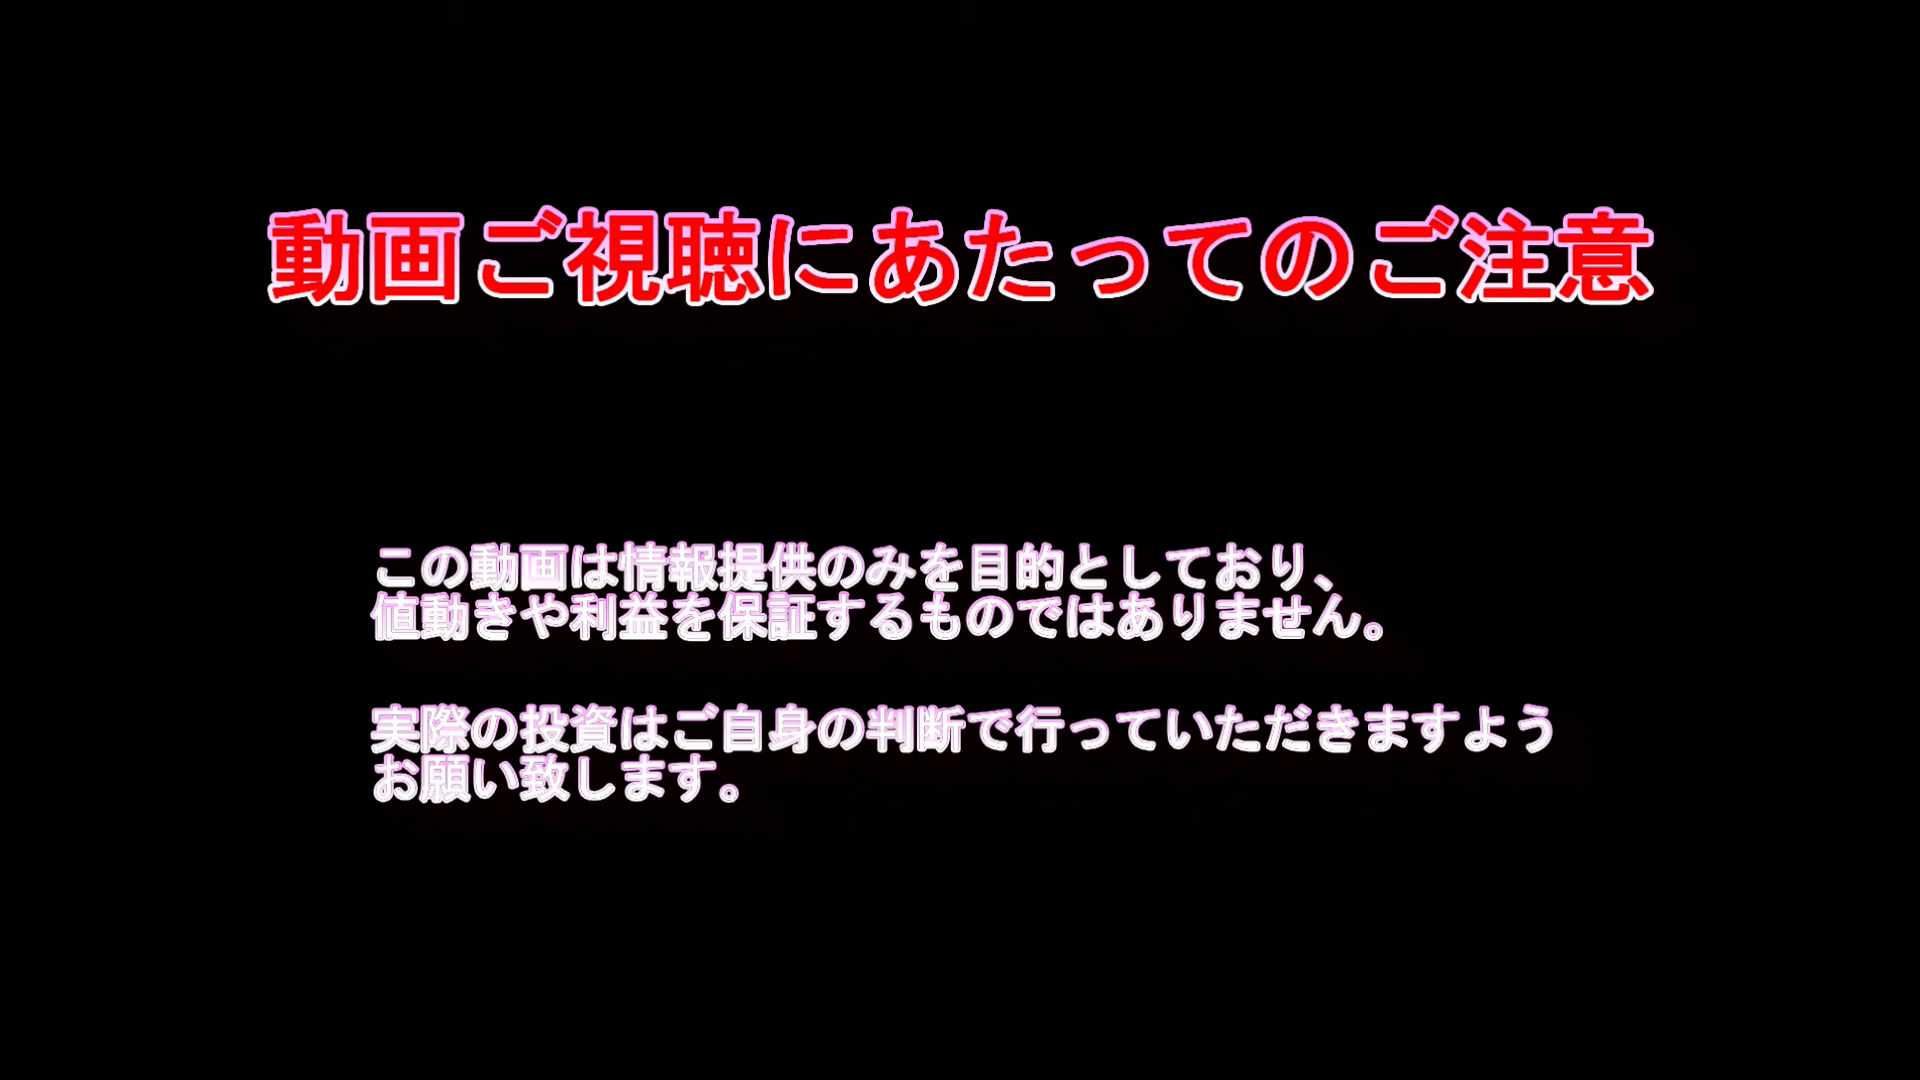 動画ご視聴にあたってのご注意
この動画は情報提供のみを目的としており、
値動きや利益を保証するものではありません。
実際の投資はご自身の判断で行っていただきますよう
お願い致します。